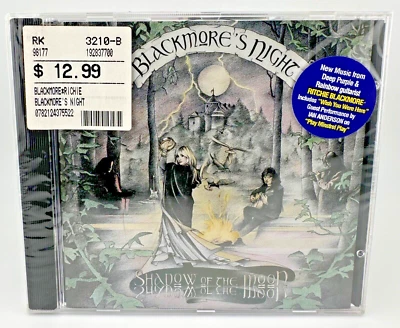 RK 3210-B
98177 192837700
$ 12.99
BLACKMORE*RICHIE
BLACKMORE'S NIGHT
0782124375522
BLACKMORE'S NIGHT
New Music from
Deep Purple &
Rainbow guitarist
RITCHIE BLACKMORE-
Includes "Wish You Were Here"
Guest Performance by
IAN ANDERSON on
"Play Minstrel Play"
SHADOW OF THE MOON